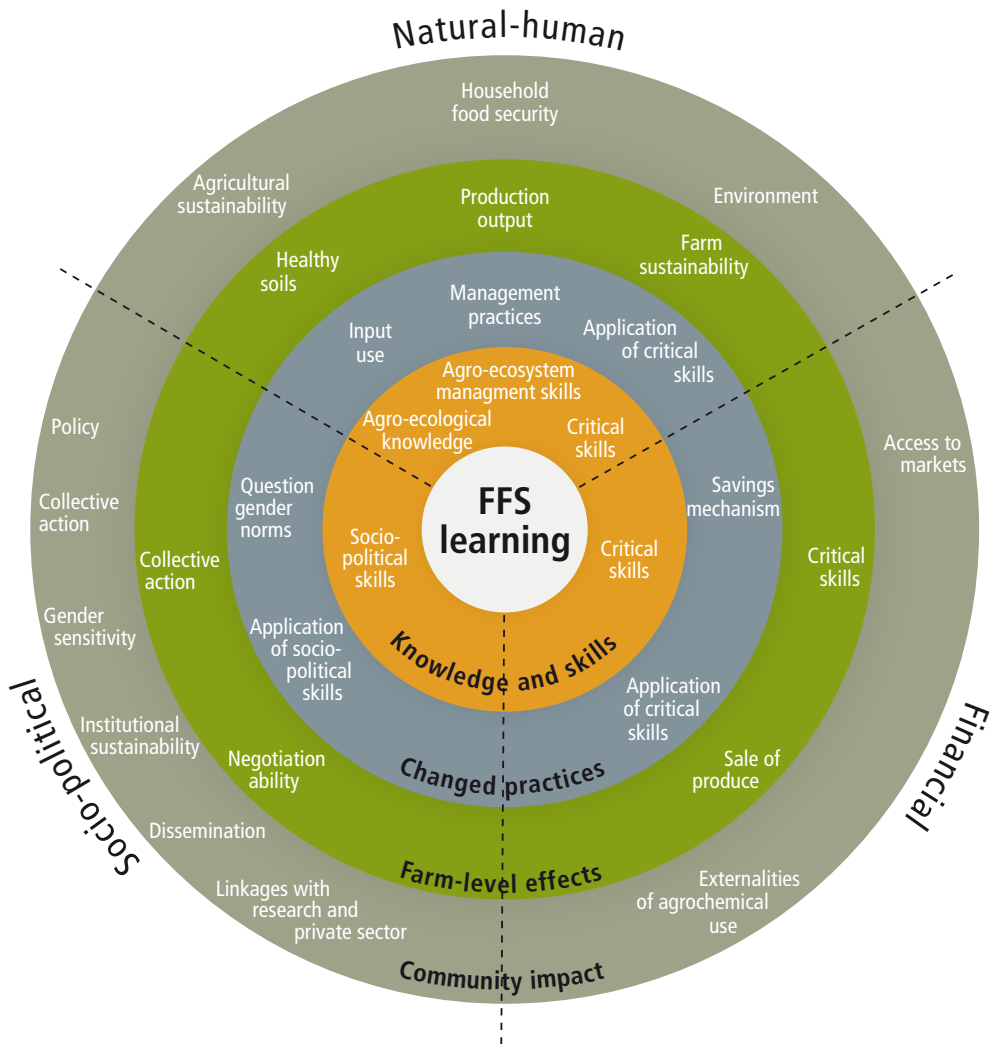 Natural-human
Household
food security
Agricultural
sustainability
Environment
Production
output
Healthy
soils
Farm
sustainability
Management
practices
Input
use
Application
of critical
skills
Agro-ecosystem
managment skills
Agro-ecological
knowledge
Critical
skills
FFS
learning
Policy
Collective
action
Gender
sensitivity
Institutional
sustainability
Dissemination
Linkages with
research and
private sector
Socio-political
Collective
action
Negotiation
ability
Question
gender
norms
Application
of socio-
political
skills
Socio-
political
skills
Critical
skills
Savings
mechanism
Application
of critical
skills
Critical
skills
Sale of
produce
Access to
markets
Externalities
of agrochemical
use
Financial
Knowledge and skills
Changed practices
Farm-level effects
Community impact